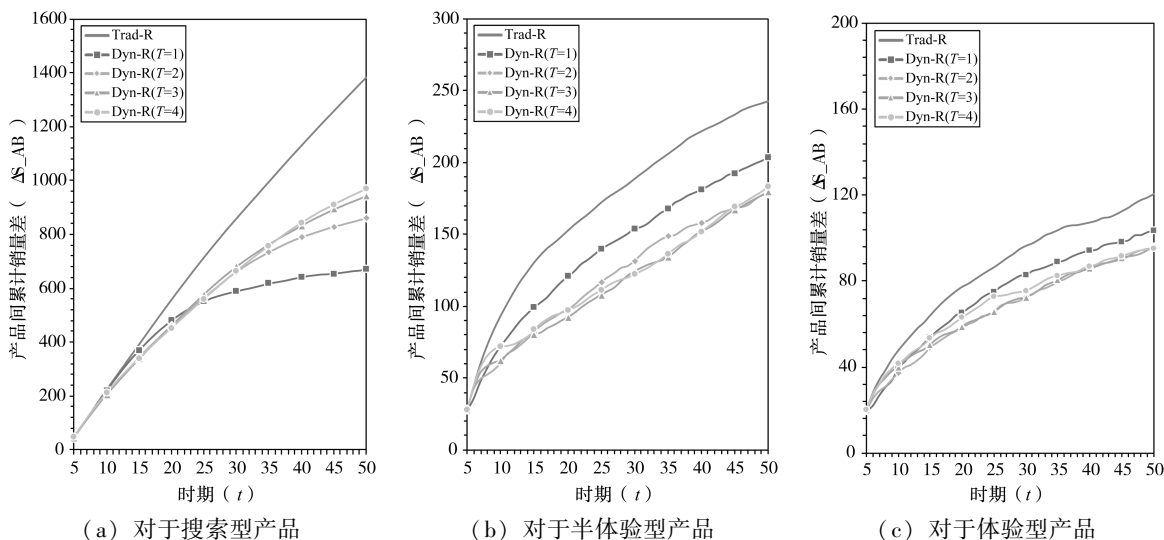 1600
1400
1200
1000
800
600
400
200
0
产品间累计销量差（ΔS_AB）
Trad-R
Dyn-R(T=1)
Dyn-R(T=2)
Dyn-R(T=3)
Dyn-R(T=4)
5 10 15 20 25 30 35 40 45 50
时期（t）
（a）对于搜索型产品
300
250
200
150
100
50
0
产品间累计销量差（ΔS_AB）
Trad-R
Dyn-R(T=1)
Dyn-R(T=2)
Dyn-R(T=3)
Dyn-R(T=4)
5 10 15 20 25 30 35 40 45 50
时期（t）
（b）对于半体验型产品
200
160
120
80
40
0
产品间累计销量差（ΔS_AB）
Trad-R
Dyn-R(T=1)
Dyn-R(T=2)
Dyn-R(T=3)
Dyn-R(T=4)
5 10 15 20 25 30 35 40 45 50
时期（t）
（c）对于体验型产品